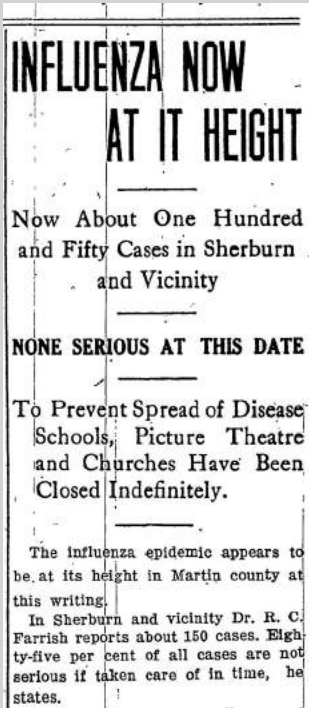 INFLUENZA NOW
AT IT HEIGHT
Now About One Hundred
and Fifty Cases in Sherburn
and Vicinity
NONE SERIOUS AT THIS DATE
To Prevent Spread of Disease
Schools, Picture Theatre
and Churches Have Been
Closed Indefinitely.
The influenza epidemic appears to
be at its height in Martin county at
this writing.
In Sherburn and vicinity Dr. R. C.
Farrish reports about 150 cases. Eigh-
ty-five per cent of all cases are not
serious if taken care of in time, he
states.